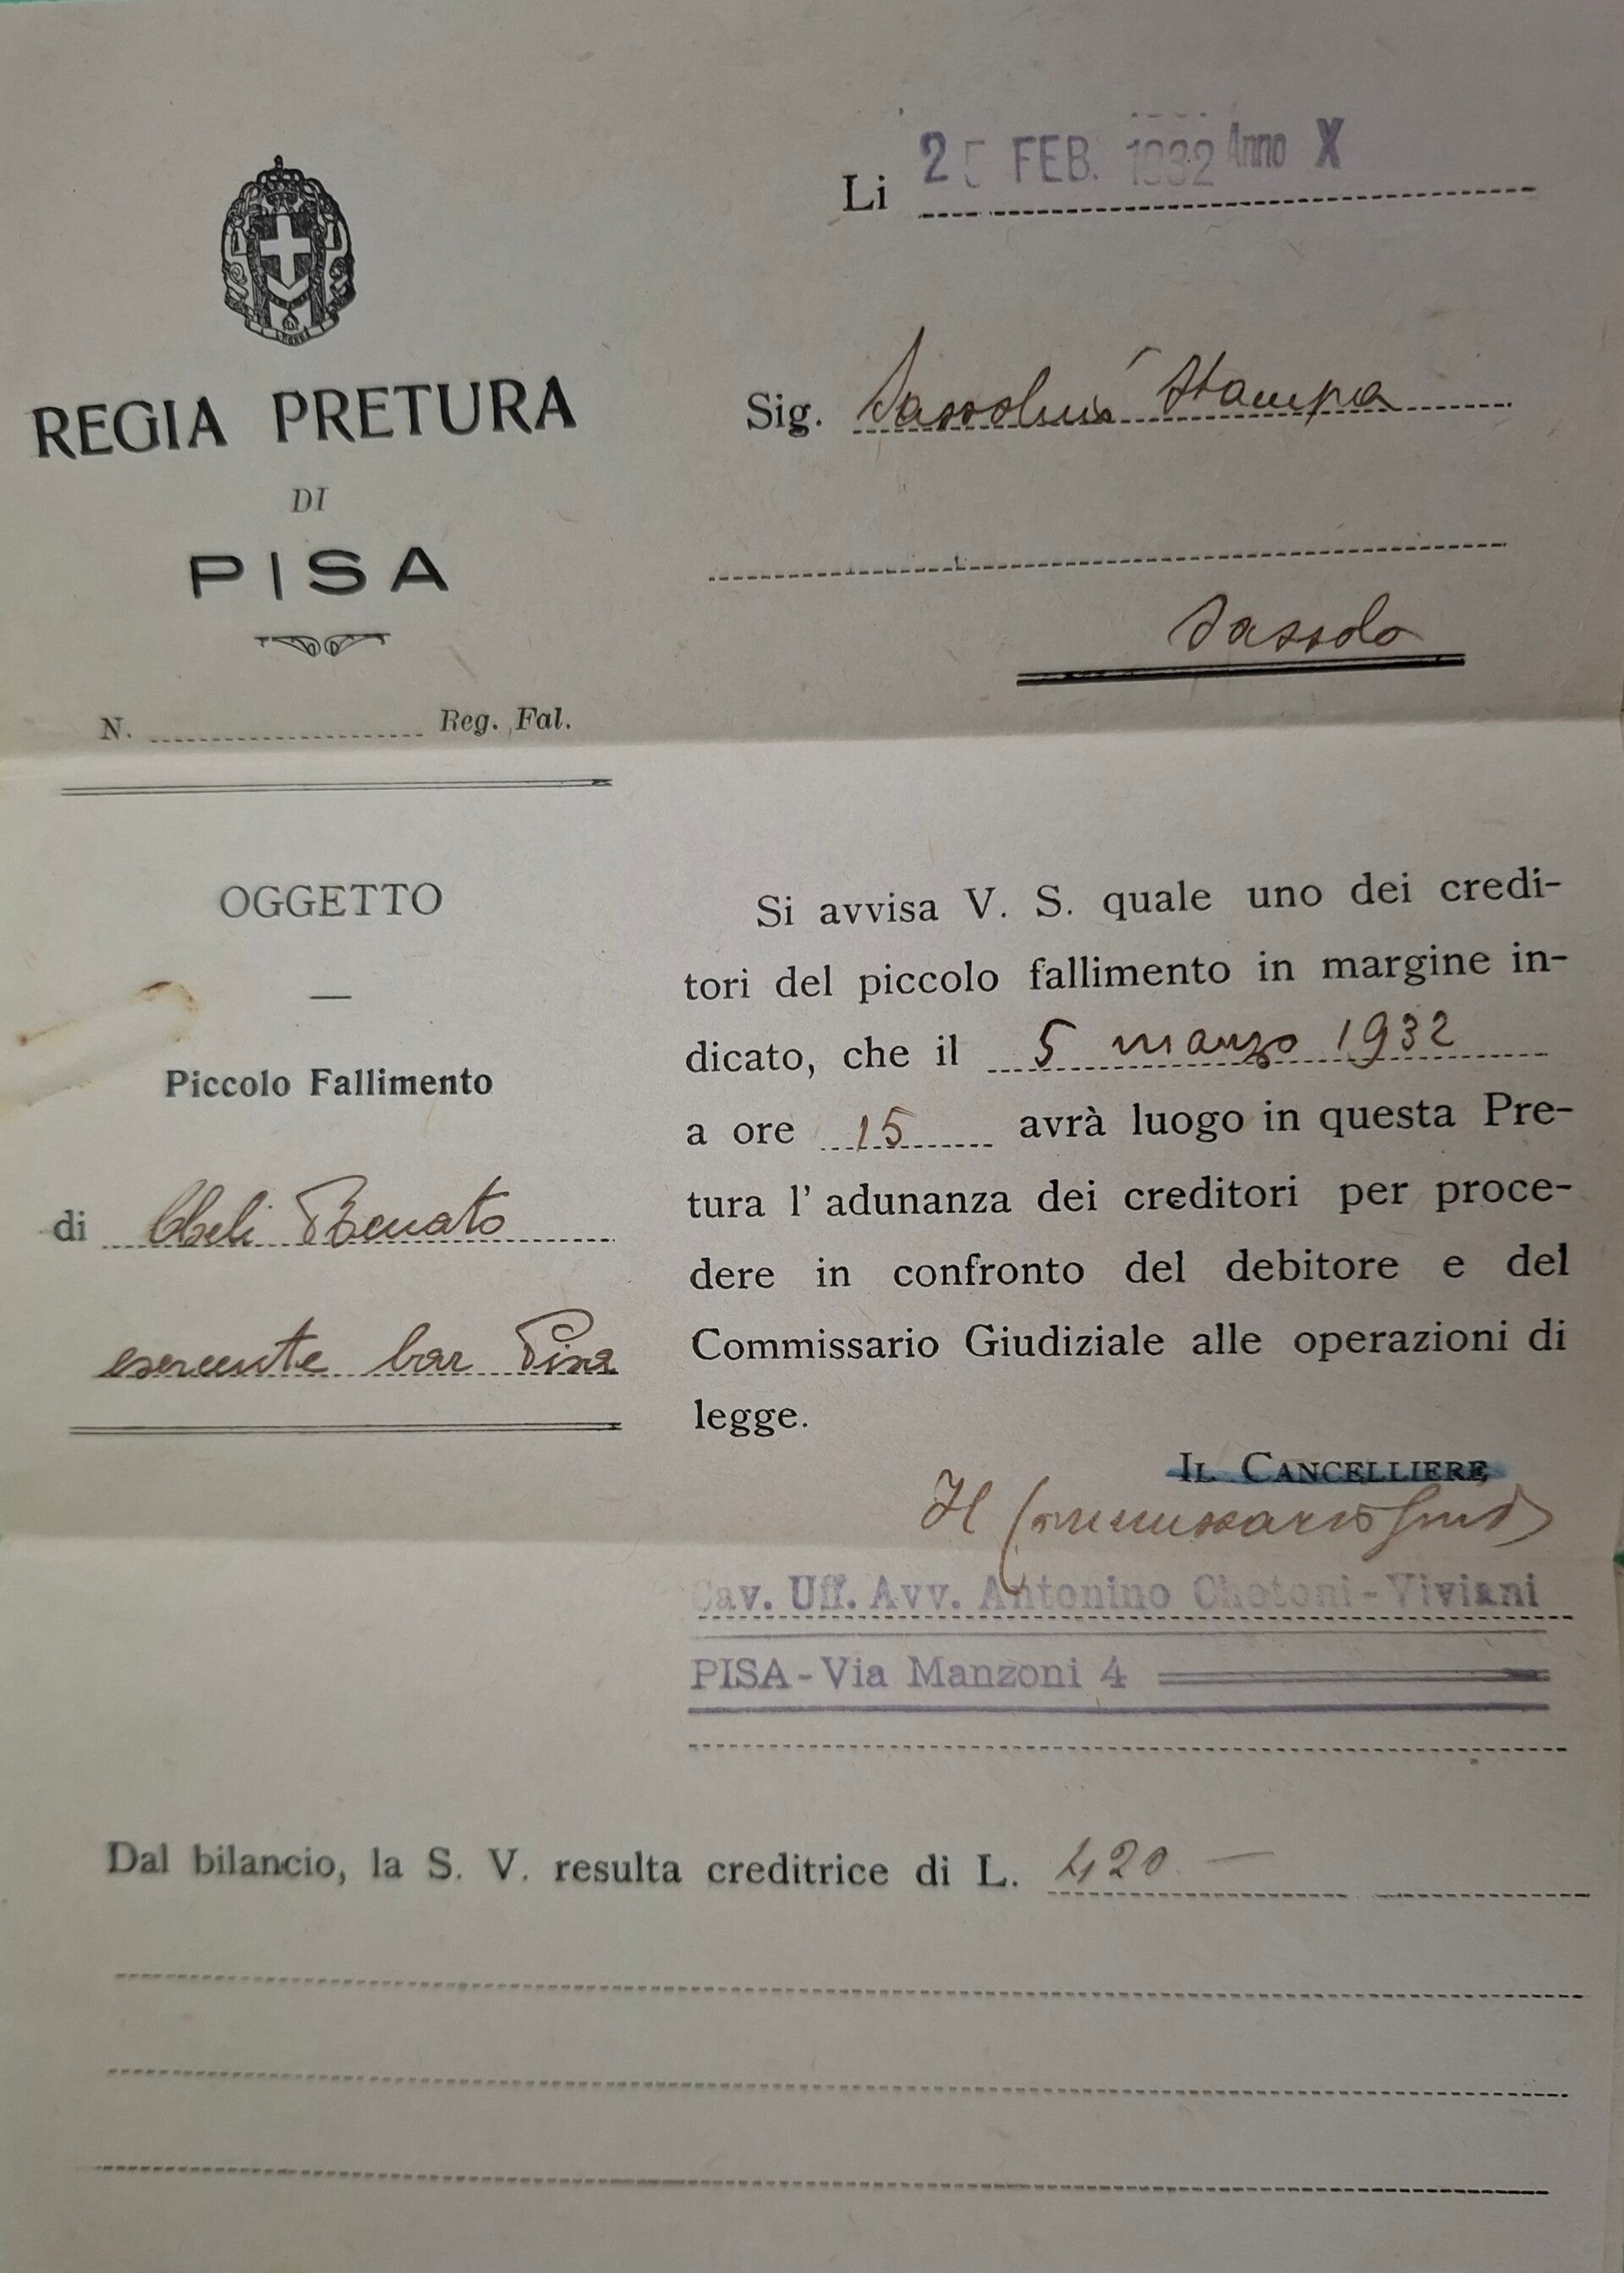 Li 25 FEB. 1932 Anno X
REGIA PRETURA
DI
PISA
Sig. Stampa
N. Reg. Fal.
OGGETTO
—
Piccolo Fallimento
di Renato
esercente bar Pisa
Si avvisa V. S. quale uno dei credi-
tori del piccolo fallimento in margine in-
dicato, che il 5 marzo 1932
a ore 15 avrà luogo in questa Pre-
tura l' adunanza dei creditori per proce-
dere in confronto del debitore e del
Commissario Giudiziale alle operazioni di
legge.
IL CANCELLIERE
Il Commissario Giud
Cav. Uff. Avv. Antonino Chetoni-Viviani
PISA-Via Manzoni 4
Dal bilancio, la S. V. resulta creditrice di L. 420 —